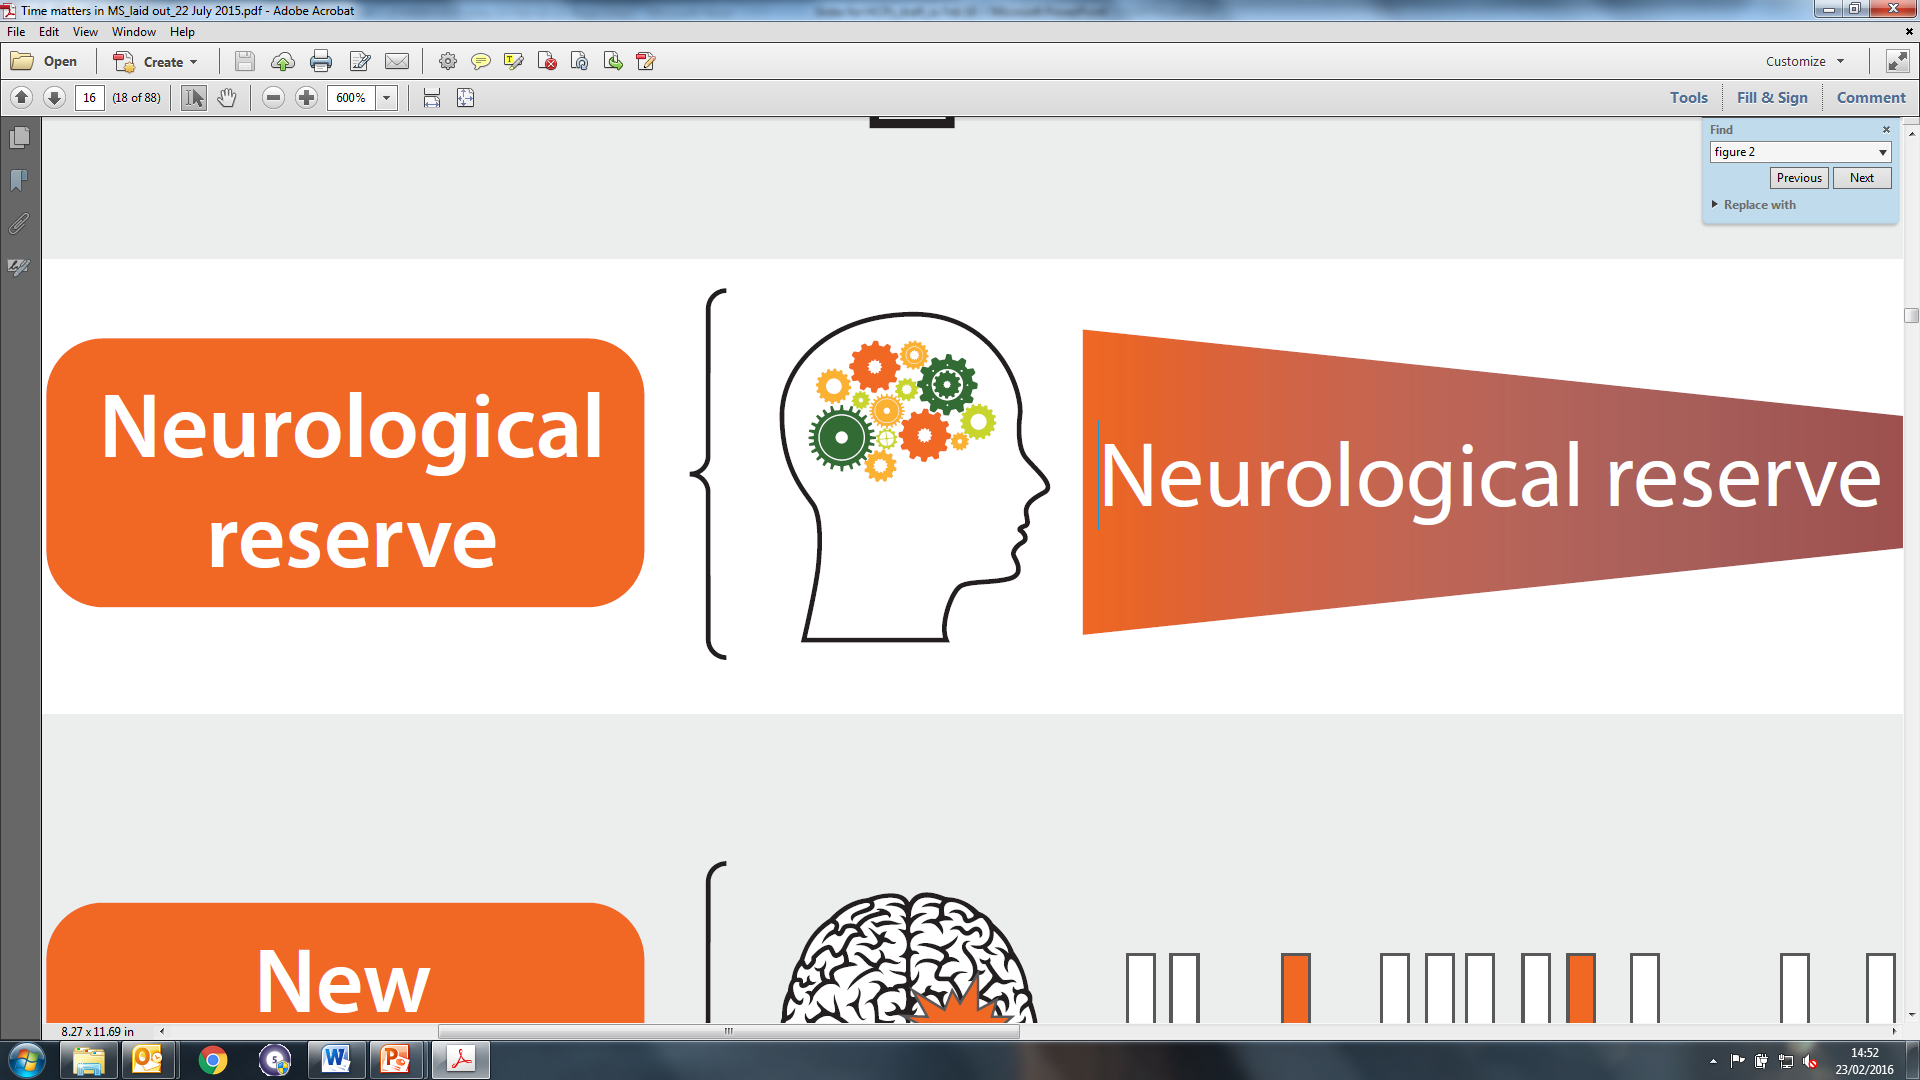 Time matters in MS_laid out_22 July 2015.pdf - Adobe Acrobat
File Edit View Window Help
Open Create Customize
16 (18 of 88) 600% Tools Fill & Sign Comment
Find
figure 2
Previous Next
Replace with
Neurological
reserve
Neurological reserve
New
8.27 x 11.69 in
14:52
23/02/2016